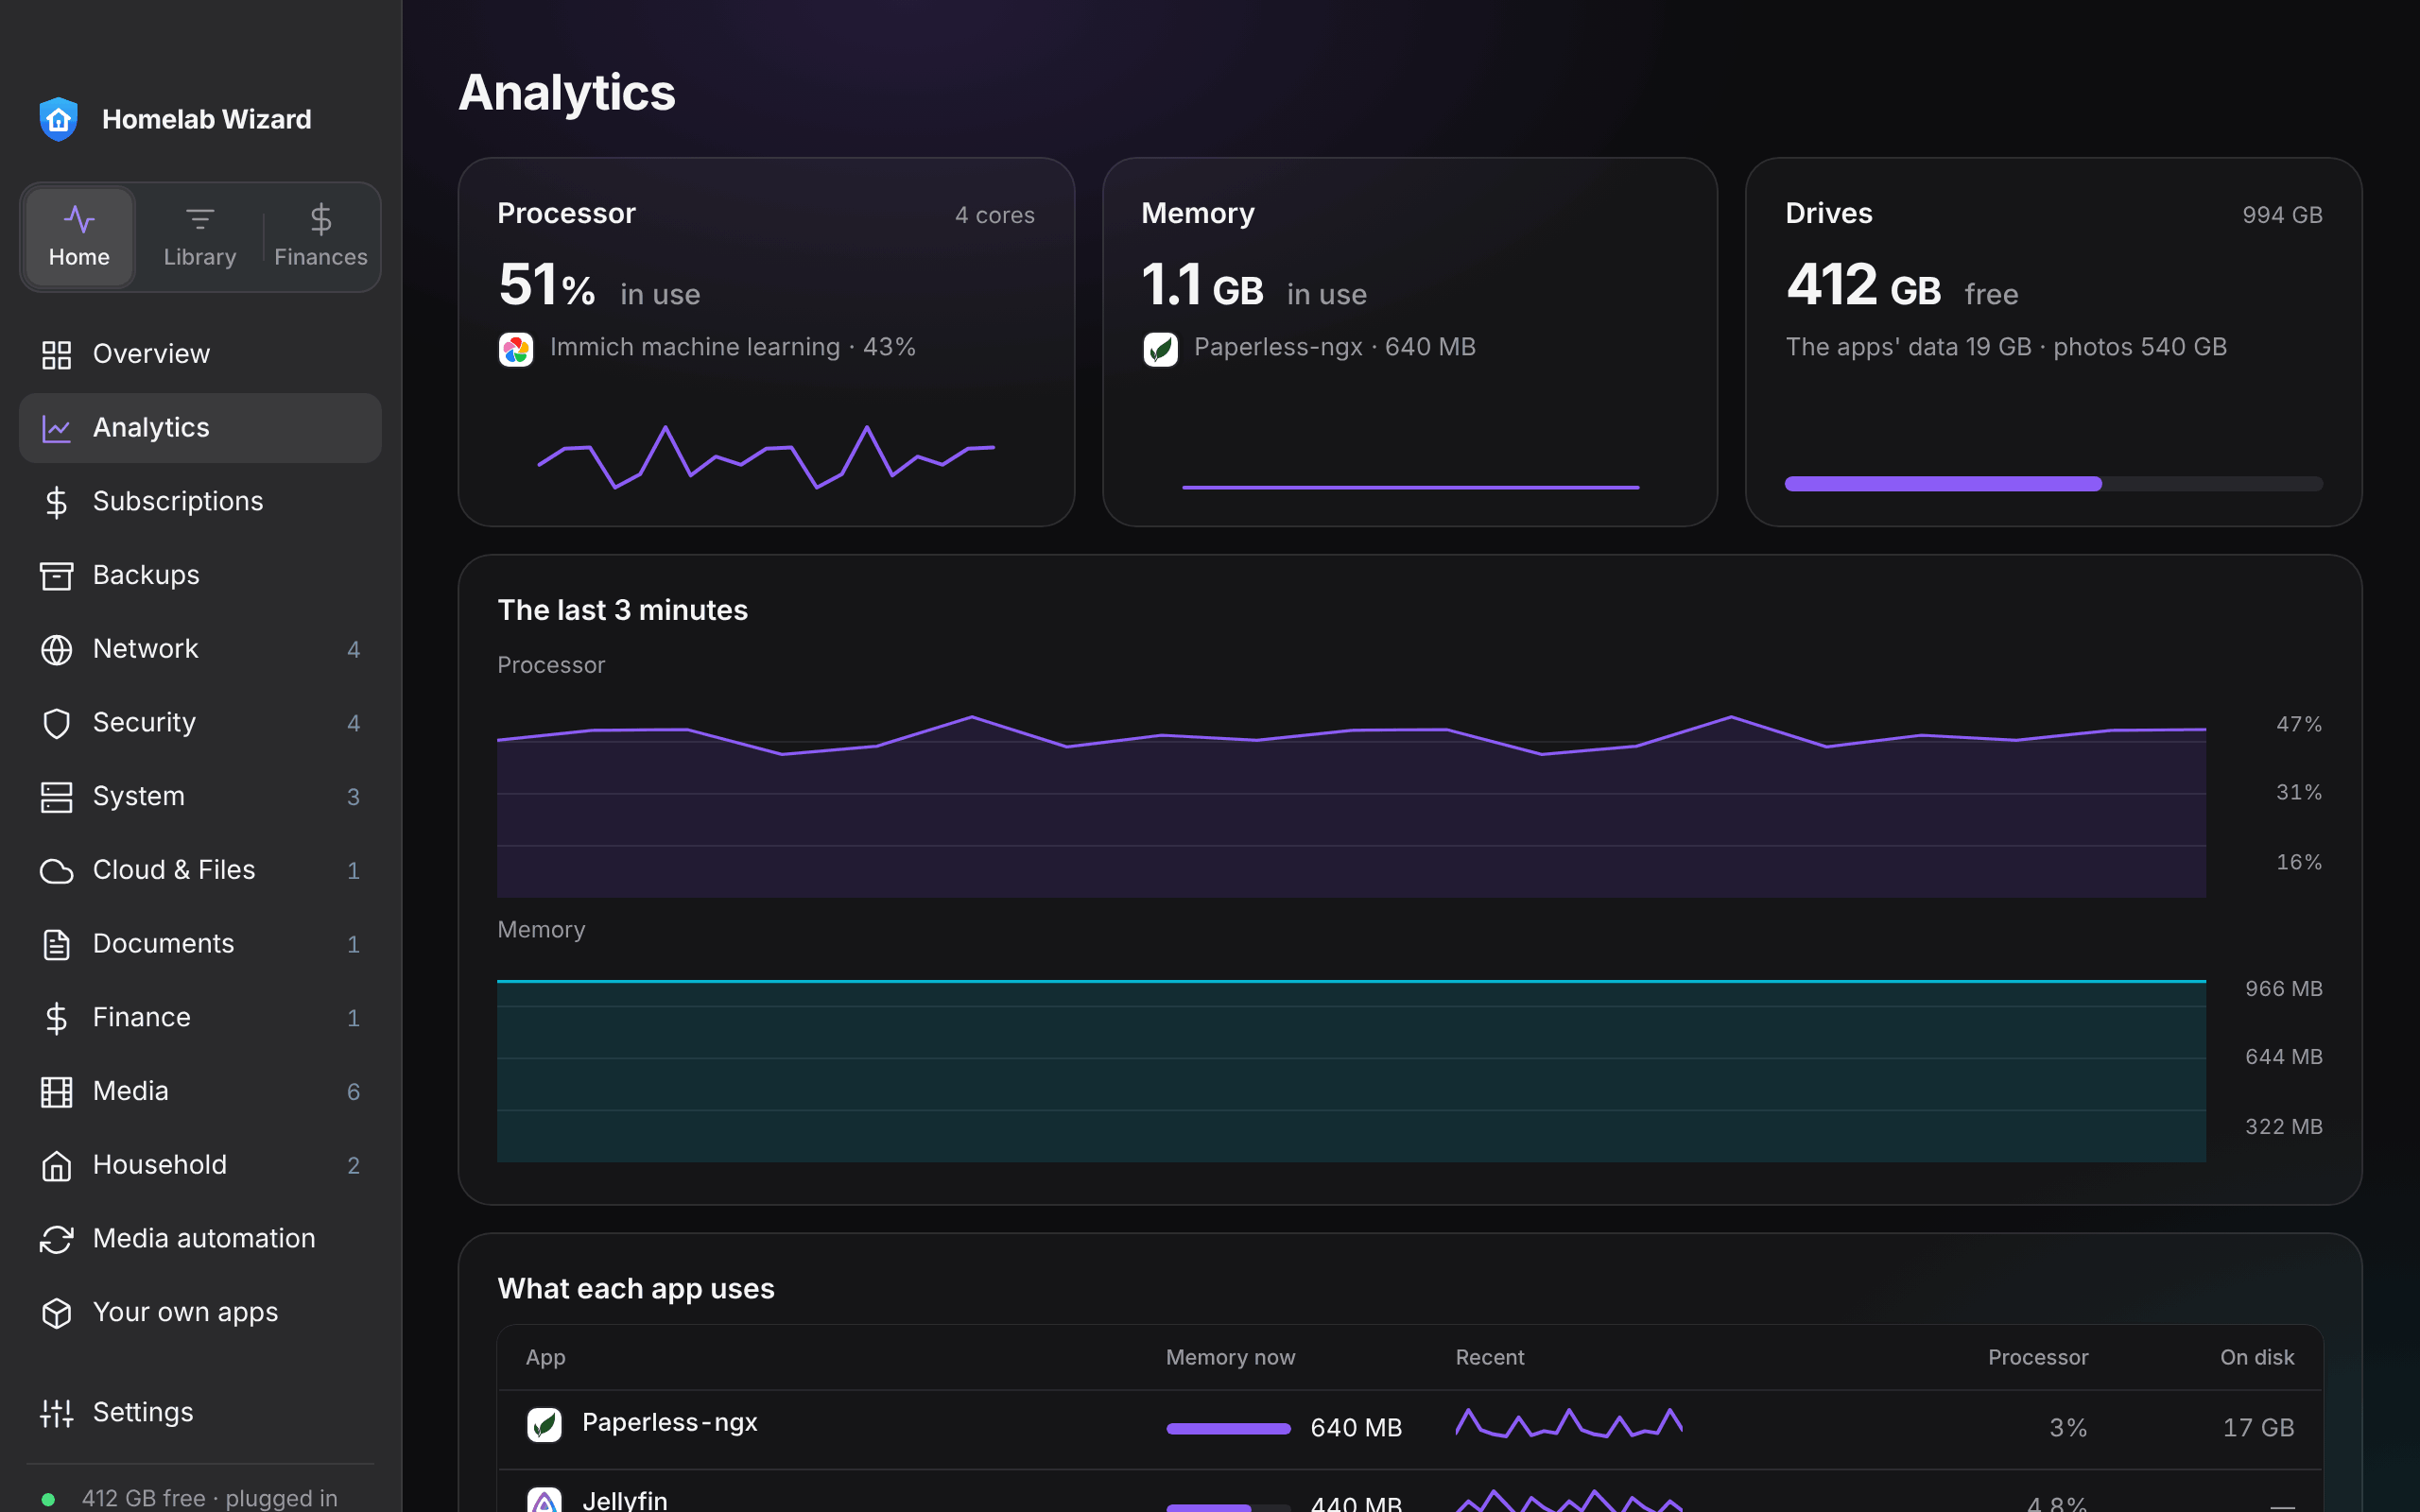 Homelab Wizard
Home
Library
Finances
Overview
Analytics
Subscriptions
Backups
Network 4
Security 4
System 3
Cloud & Files 1
Documents 1
Finance 1
Media 6
Household 2
Media automation
Your own apps
Settings
412 GB free · plugged in
Analytics
Processor 4 cores
51% in use
Immich machine learning · 43%
Memory
1.1 GB in use
Paperless-ngx · 640 MB
Drives 994 GB
412 GB free
The apps' data 19 GB · photos 540 GB
The last 3 minutes
Processor
47%
31%
16%
Memory
966 MB
644 MB
322 MB
What each app uses
App Memory now Recent Processor On disk
Paperless-ngx 640 MB 3% 17 GB
Jellyfin 440 MB 4.8% —